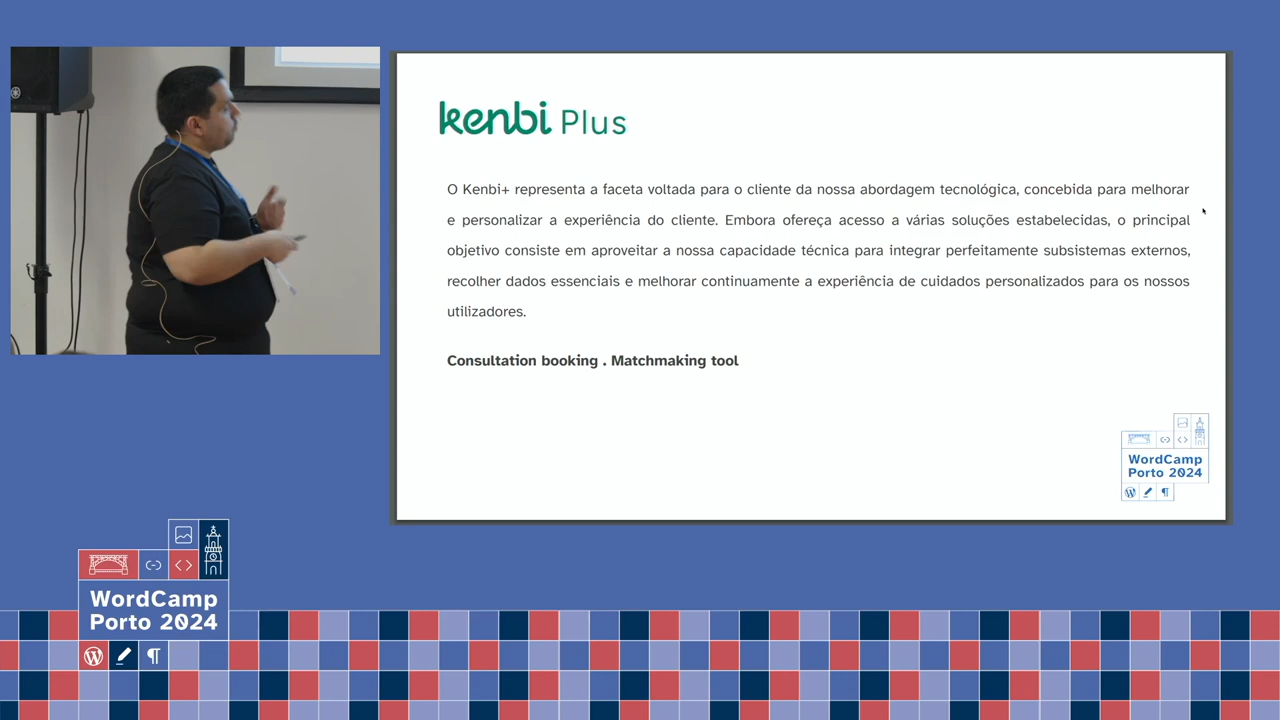 kenbi Plus
O Kenbi+ representa a faceta voltada para o cliente da nossa abordagem tecnológica, concebida para melhorar
e personalizar a experiência do cliente. Embora ofereça acesso a várias soluções estabelecidas, o principal
objetivo consiste em aproveitar a nossa capacidade técnica para integrar perfeitamente subsistemas externos,
recolher dados essenciais e melhorar continuamente a experiência de cuidados personalizados para os nossos
utilizadores.
Consultation booking . Matchmaking tool
WordCamp
Porto 2024
WordCamp
Porto 2024